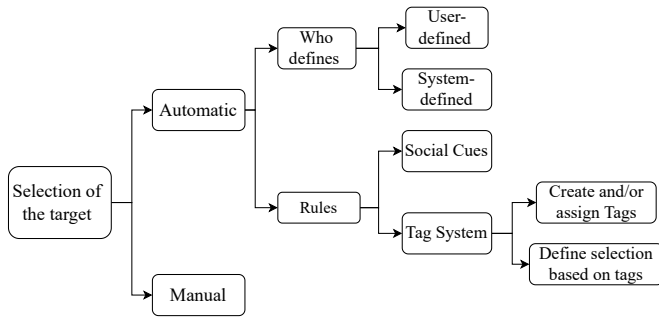 User-
defined
Who
defines
System-
defined
Automatic
Social Cues
Selection of
the target
Rules
Create and/or
assign Tags
Tag System
Define selection
based on tags
Manual